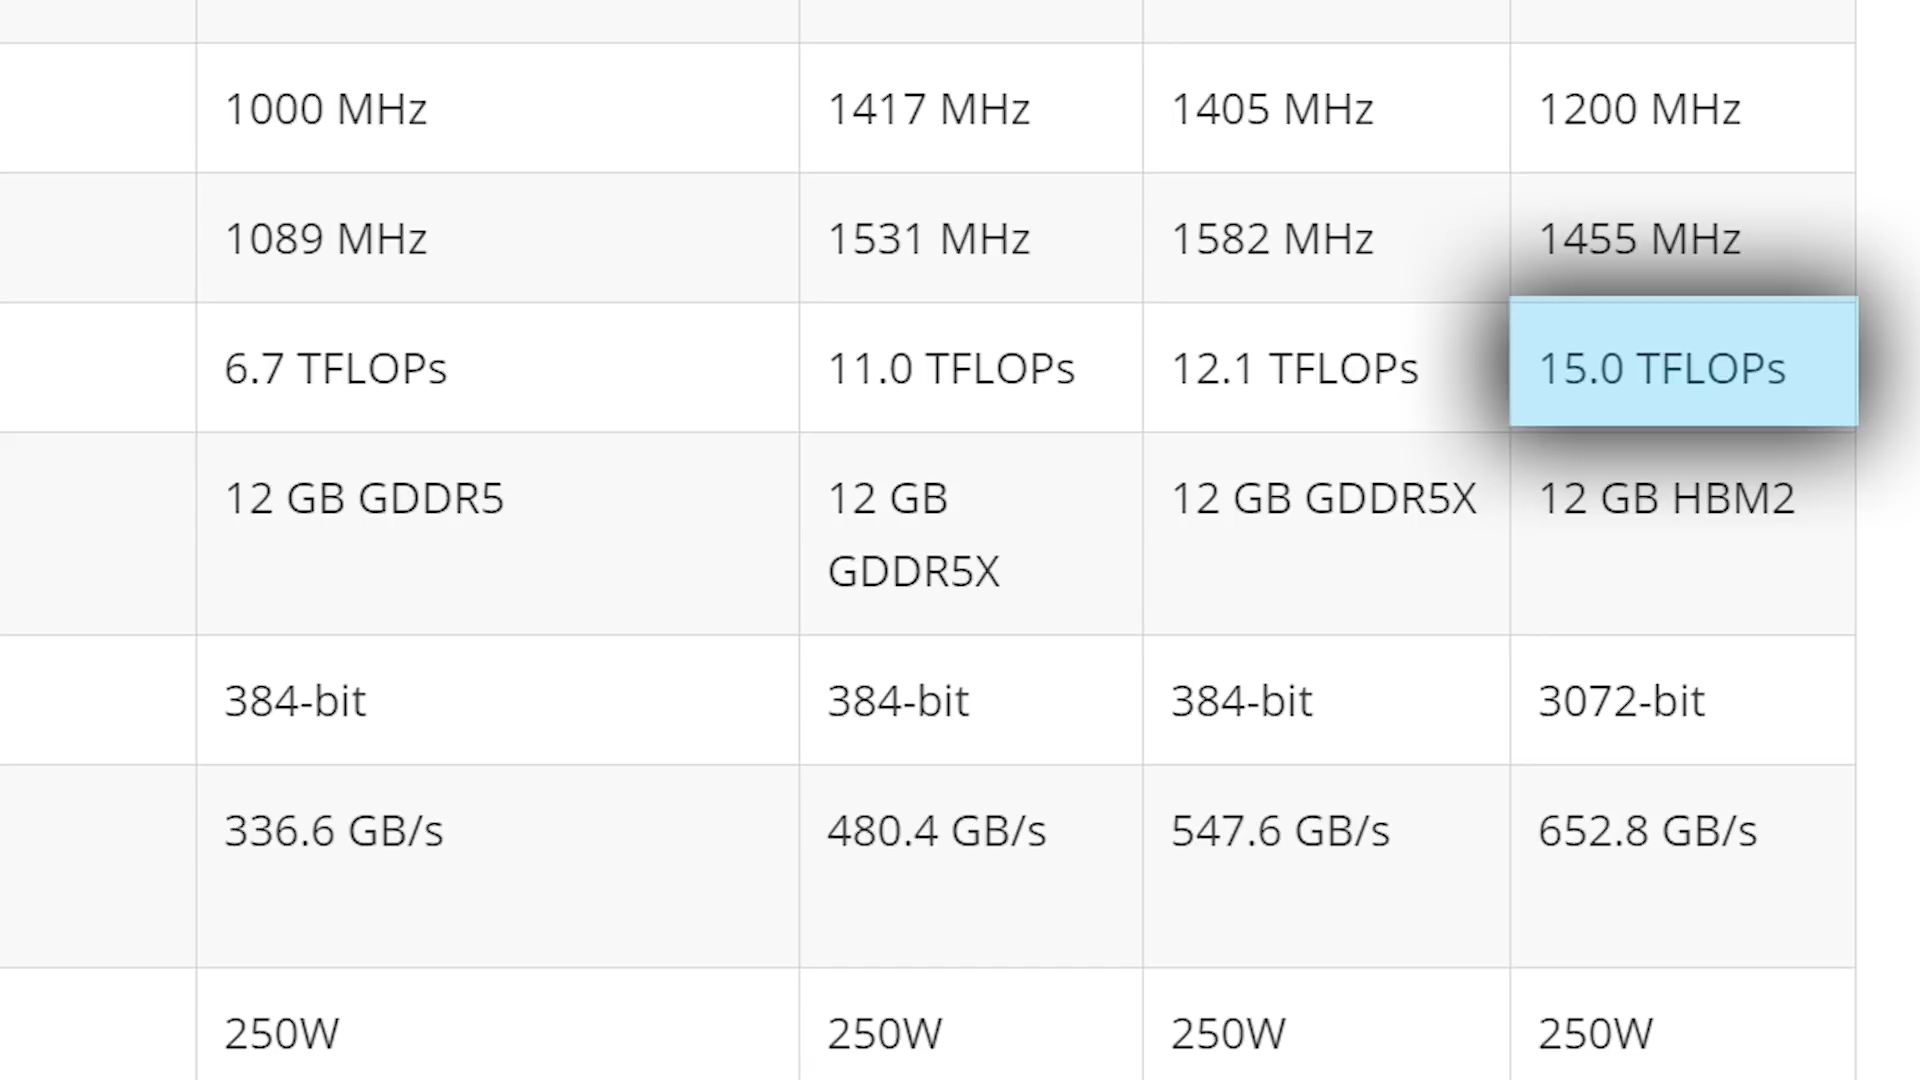 1000 MHz 1417 MHz 1405 MHz 1200 MHz
1089 MHz 1531 MHz 1582 MHz 1455 MHz
6.7 TFLOPs 11.0 TFLOPs 12.1 TFLOPs 15.0 TFLOPs
12 GB GDDR5 12 GB GDDR5X 12 GB HBM2
GDDR5X
384-bit 384-bit 384-bit 3072-bit
336.6 GB/s 480.4 GB/s 547.6 GB/s 652.8 GB/s
250W 250W 250W 250W